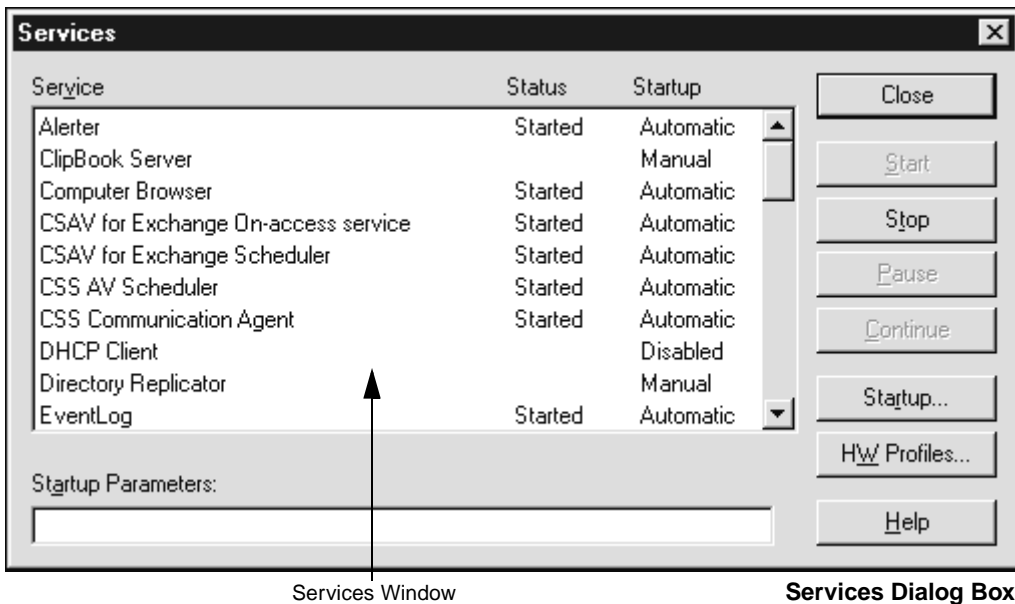 Services
Service Status Startup
Alerter Started Automatic
ClipBook Server Manual
Computer Browser Started Automatic
CSAV for Exchange On-access service Started Automatic
CSAV for Exchange Scheduler Started Automatic
CSS AV Scheduler Started Automatic
CSS Communication Agent Started Automatic
DHCP Client Disabled
Directory Replicator Manual
EventLog Started Automatic
Startup Parameters:
Close
Start
Stop
Pause
Continue
Startup...
HW Profiles...
Help
Services Window
Services Dialog Box